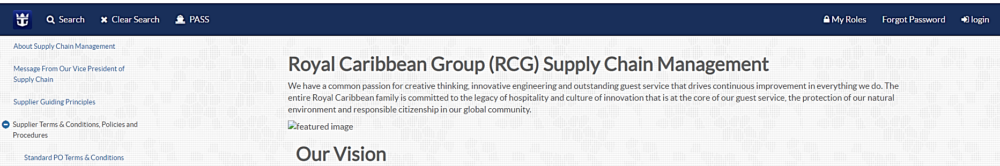 Search Clear Search PASS My Roles Forgot Password login
About Supply Chain Management
Message From Our Vice President of
Supply Chain
Supplier Guiding Principles
Supplier Terms & Conditions, Policies and
Procedures
Standard PO Terms & Conditions
Royal Caribbean Group (RCG) Supply Chain Management
We have a common passion for creative thinking, innovative engineering and outstanding guest service that drives continuous improvement in everything we do. The
entire Royal Caribbean family is committed to the legacy of hospitality and culture of innovation that is at the core of our guest service, the protection of our natural
environment and responsible citizenship in our global community.
featured image
Our Vision